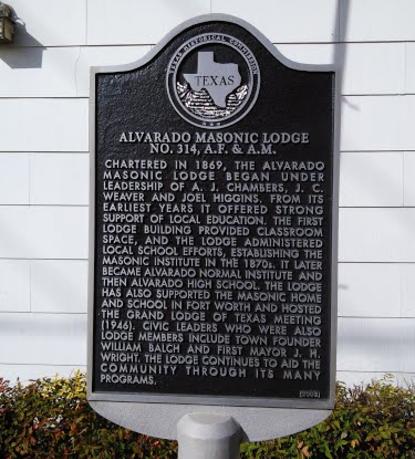 TEXAS HISTORICAL COMMISSION
TEXAS
ALVARADO MASONIC LODGE
NO. 314, A.F. & A.M.
CHARTERED IN 1869, THE ALVARADO
MASONIC LODGE BEGAN UNDER
LEADERSHIP OF A. J. CHAMBERS, J. C.
WEAVER AND JOEL HIGGINS. FROM ITS
EARLIEST YEARS IT OFFERED STRONG
SUPPORT OF LOCAL EDUCATION. THE FIRST
LODGE BUILDING PROVIDED CLASSROOM
SPACE, AND THE LODGE ADMINISTERED
LOCAL SCHOOL EFFORTS, ESTABLISHING THE
MASONIC INSTITUTE IN THE 1870s. IT LATER
BECAME ALVARADO NORMAL INSTITUTE AND
THEN ALVARADO HIGH SCHOOL. THE LODGE
HAS ALSO SUPPORTED THE MASONIC HOME
AND SCHOOL IN FORT WORTH AND HOSTED
THE GRAND LODGE OF TEXAS MEETING
(1946). CIVIC LEADERS WHO WERE ALSO
LODGE MEMBERS INCLUDE TOWN FOUNDER
WILLIAM BALCH AND FIRST MAYOR J. H.
WRIGHT. THE LODGE CONTINUES TO AID THE
COMMUNITY THROUGH ITS MANY
PROGRAMS.